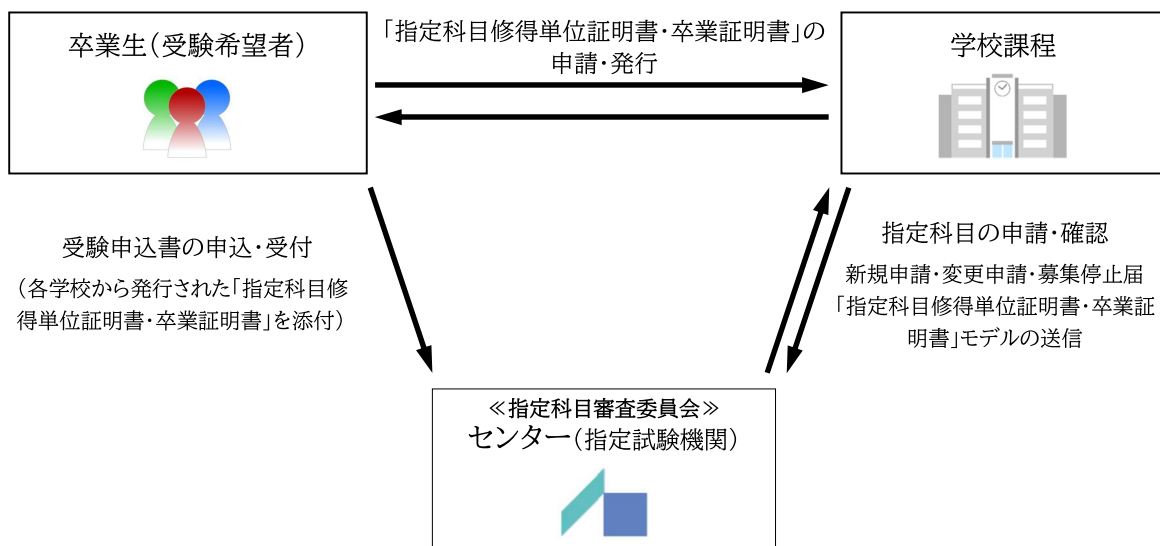 卒業生（受験希望者）
「指定科目修得単位証明書・卒業証明書」の
申請・発行
学校課程
受験申込書の申込・受付
（各学校から発行された「指定科目修
得単位証明書・卒業証明書」を添付）
指定科目の申請・確認
新規申請・変更申請・募集停止届
「指定科目修得単位証明書・卒業証
明書」モデルの送信
≪指定科目審査委員会≫
センター（指定試験機関）